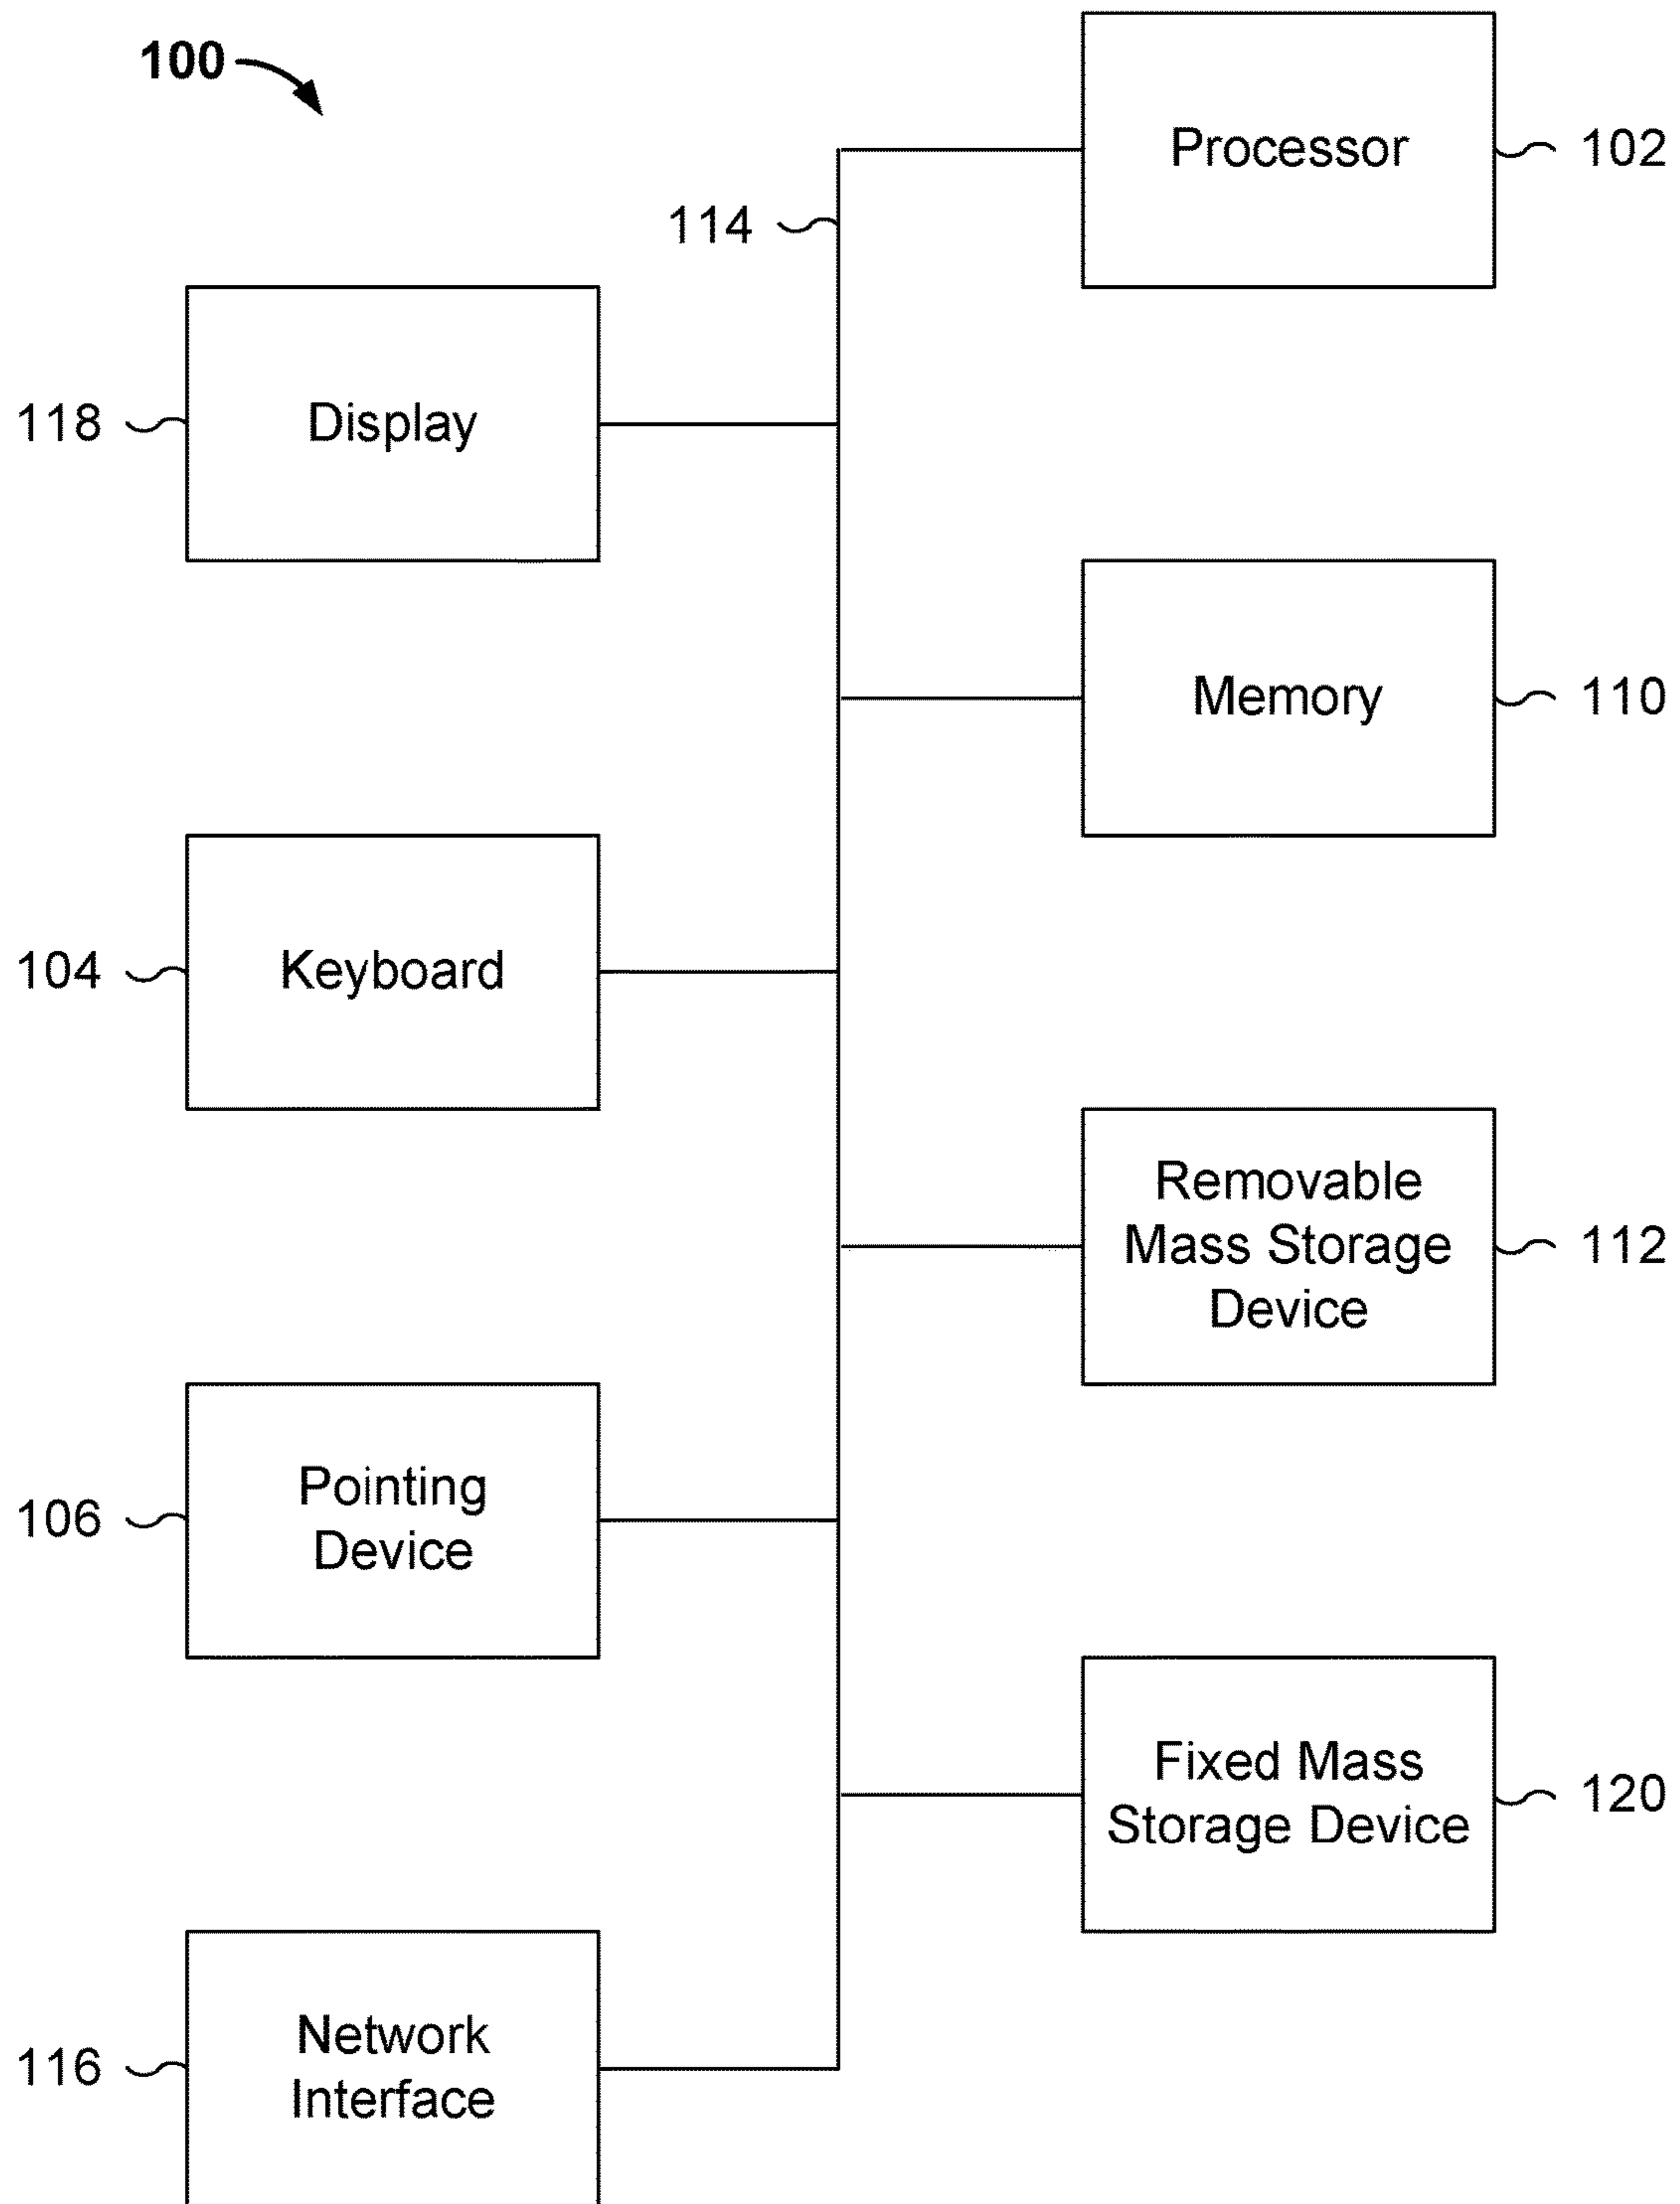 100
Processor
102
114
118
Display
Memory
110
104
Keyboard
Removable
Mass Storage
Device
112
106
Pointing
Device
Fixed Mass
Storage Device
120
116
Network
Interface